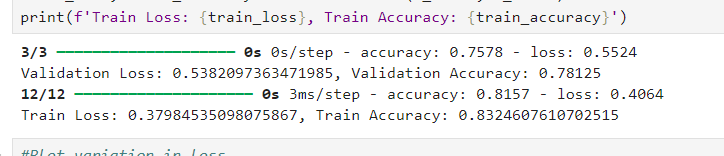 print(f'Train Loss: {train_loss}, Train Accuracy: {train_accuracy}')
3/3 ━━━━━━━━━━━━━━━━━━━━ 0s 0s/step - accuracy: 0.7578 - loss: 0.5524
Validation Loss: 0.5382097363471985, Validation Accuracy: 0.78125
12/12 ━━━━━━━━━━━━━━━━━━━━ 0s 3ms/step - accuracy: 0.8157 - loss: 0.4064
Train Loss: 0.37984535098075867, Train Accuracy: 0.8324607610702515
#Plot variation in loss